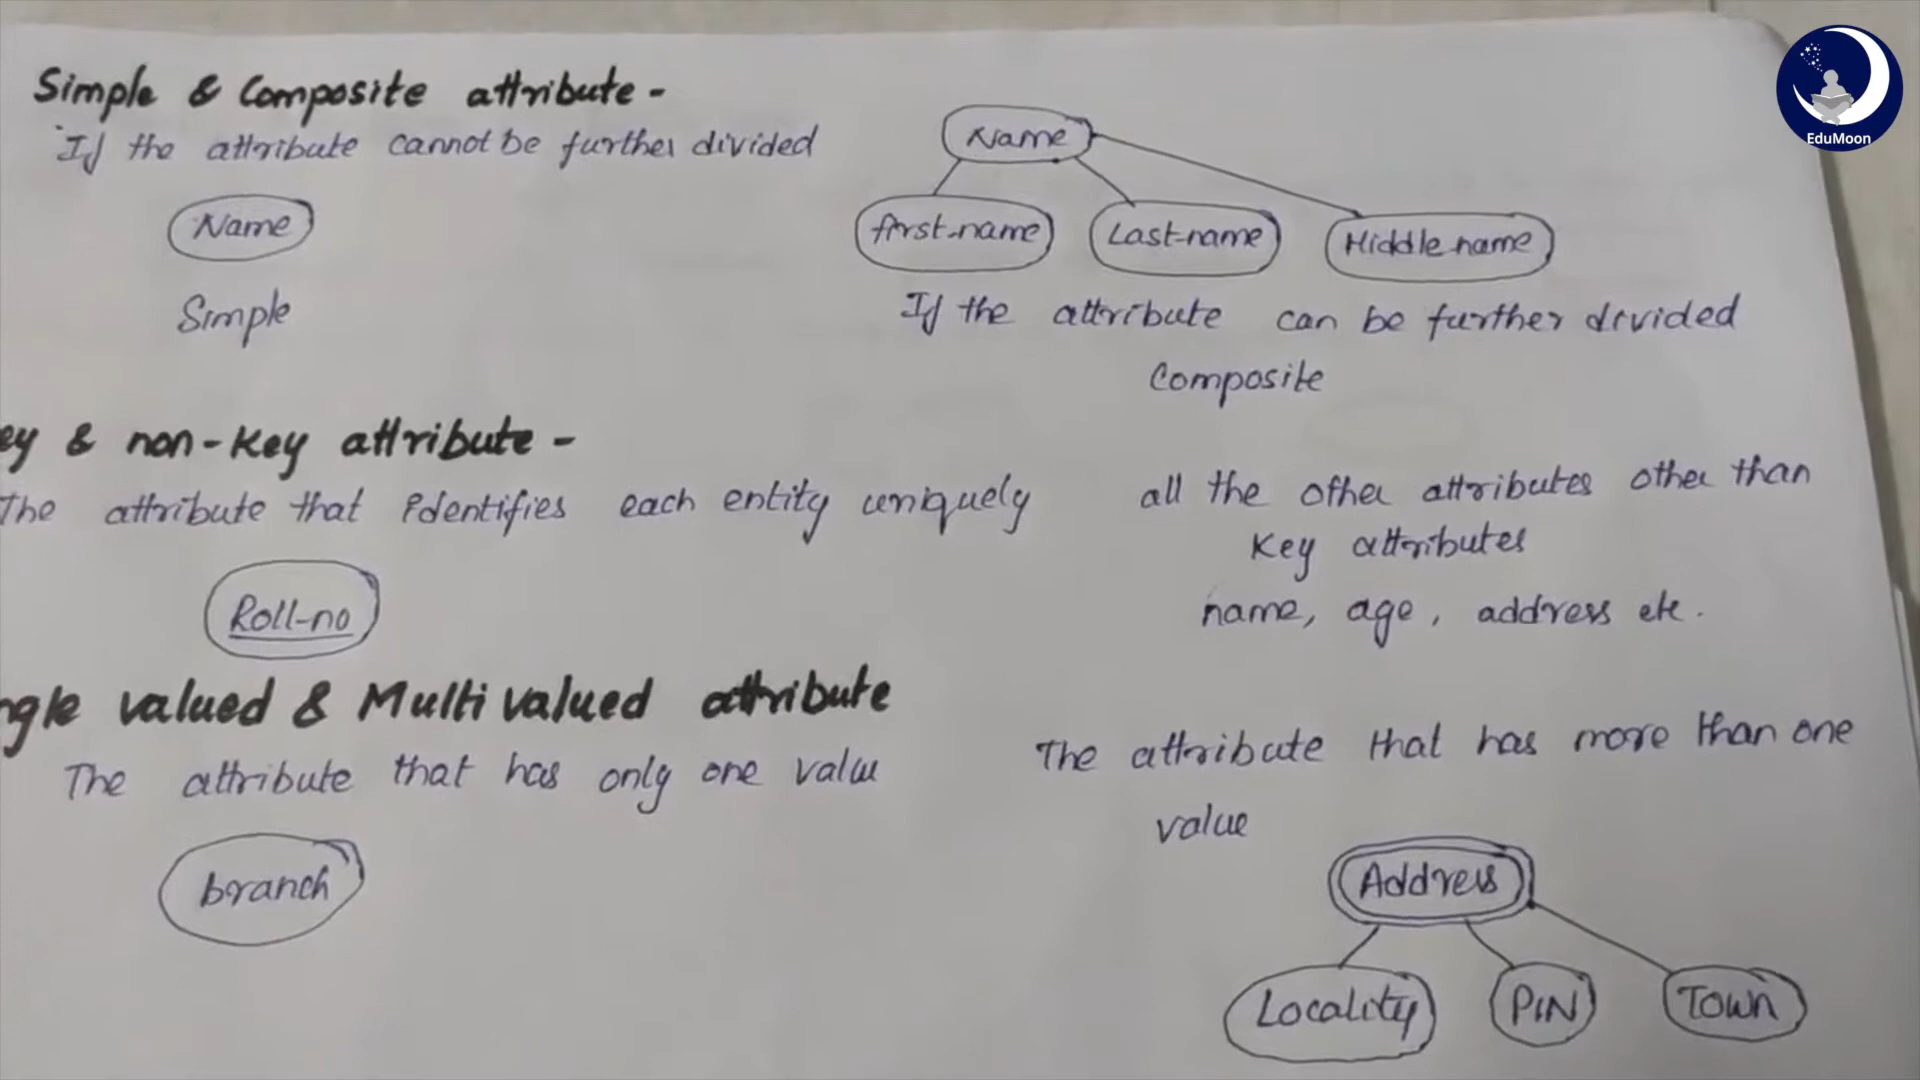 Simple & Composite attribute -
If the attribute cannot be further divided
Name
Simple
Name
first-name Last-name Middle name
If the attribute can be further divided
Composite
ey & non-key attribute -
The attribute that identifies each entity uniquely
Roll-no
all the other attributes other than
Key attributes
name, age, address etc.
ngle valued & Multi valued attribute
The attribute that has only one value
branch
The attribute that has more than one
value
Address
Locality PIN Town
EduMoon